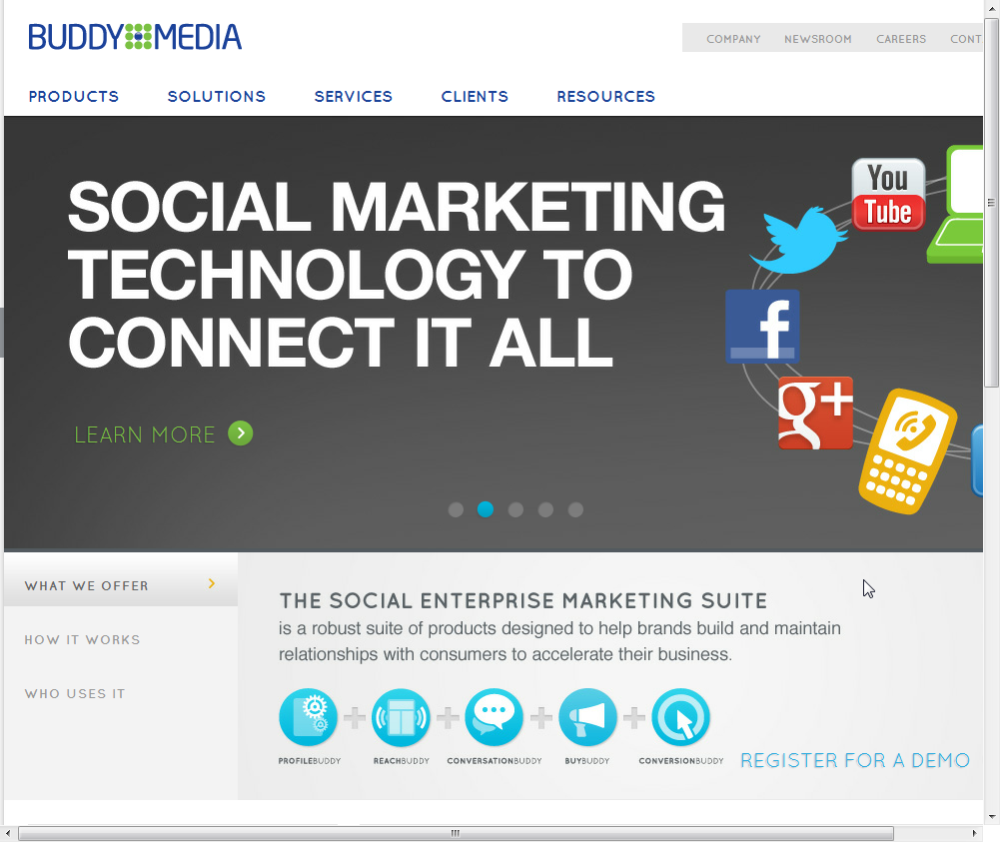 BUDDY MEDIA
COMPANY NEWSROOM CAREERS CONT
PRODUCTS SOLUTIONS SERVICES CLIENTS RESOURCES
SOCIAL MARKETING
TECHNOLOGY TO
CONNECT IT ALL
LEARN MORE
You
Tube
f
g+
WHAT WE OFFER
HOW IT WORKS
WHO USES IT
THE SOCIAL ENTERPRISE MARKETING SUITE
is a robust suite of products designed to help brands build and maintain
relationships with consumers to accelerate their business.
PROFILEBUDDY REACHBUDDY CONVERSATIONBUDDY BUYBUDDY CONVERSIONBUDDY
REGISTER FOR A DEMO